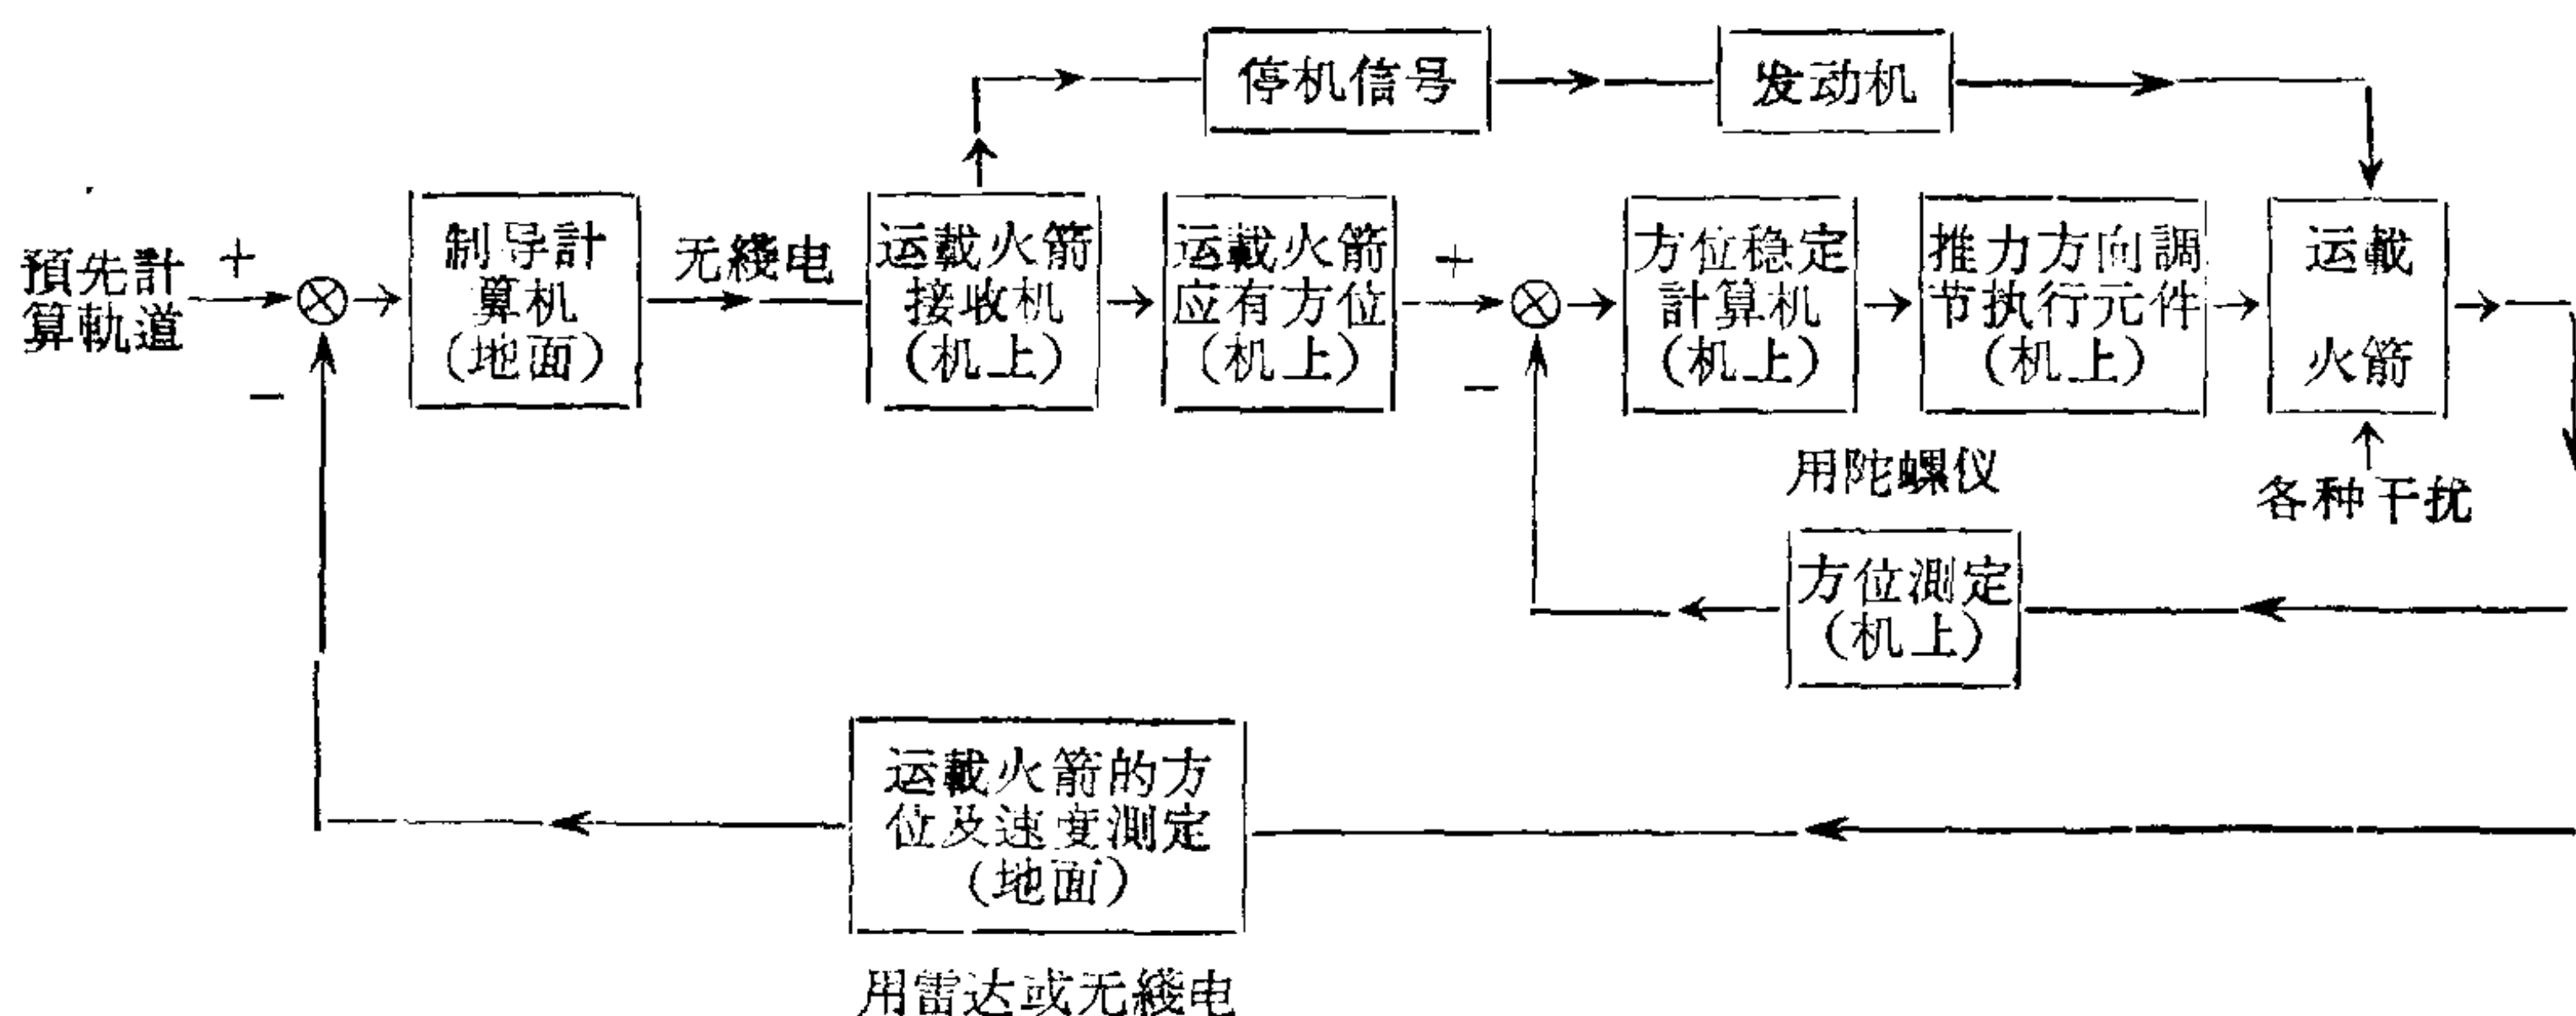 停机信号
发动机
預先計
算軌道
+
−
制导計
算机
(地面)
无綫电
运載火箭
接收机
(机上)
运載火箭
应有方位
(机上)
+
−
方位稳定
計算机
(机上)
推力方向調
节执行元件
(机上)
运載
火箭
各种干扰
用陀螺仪
方位測定
(机上)
运載火箭的方
位及速度測定
(地面)
用雷达或无綫电